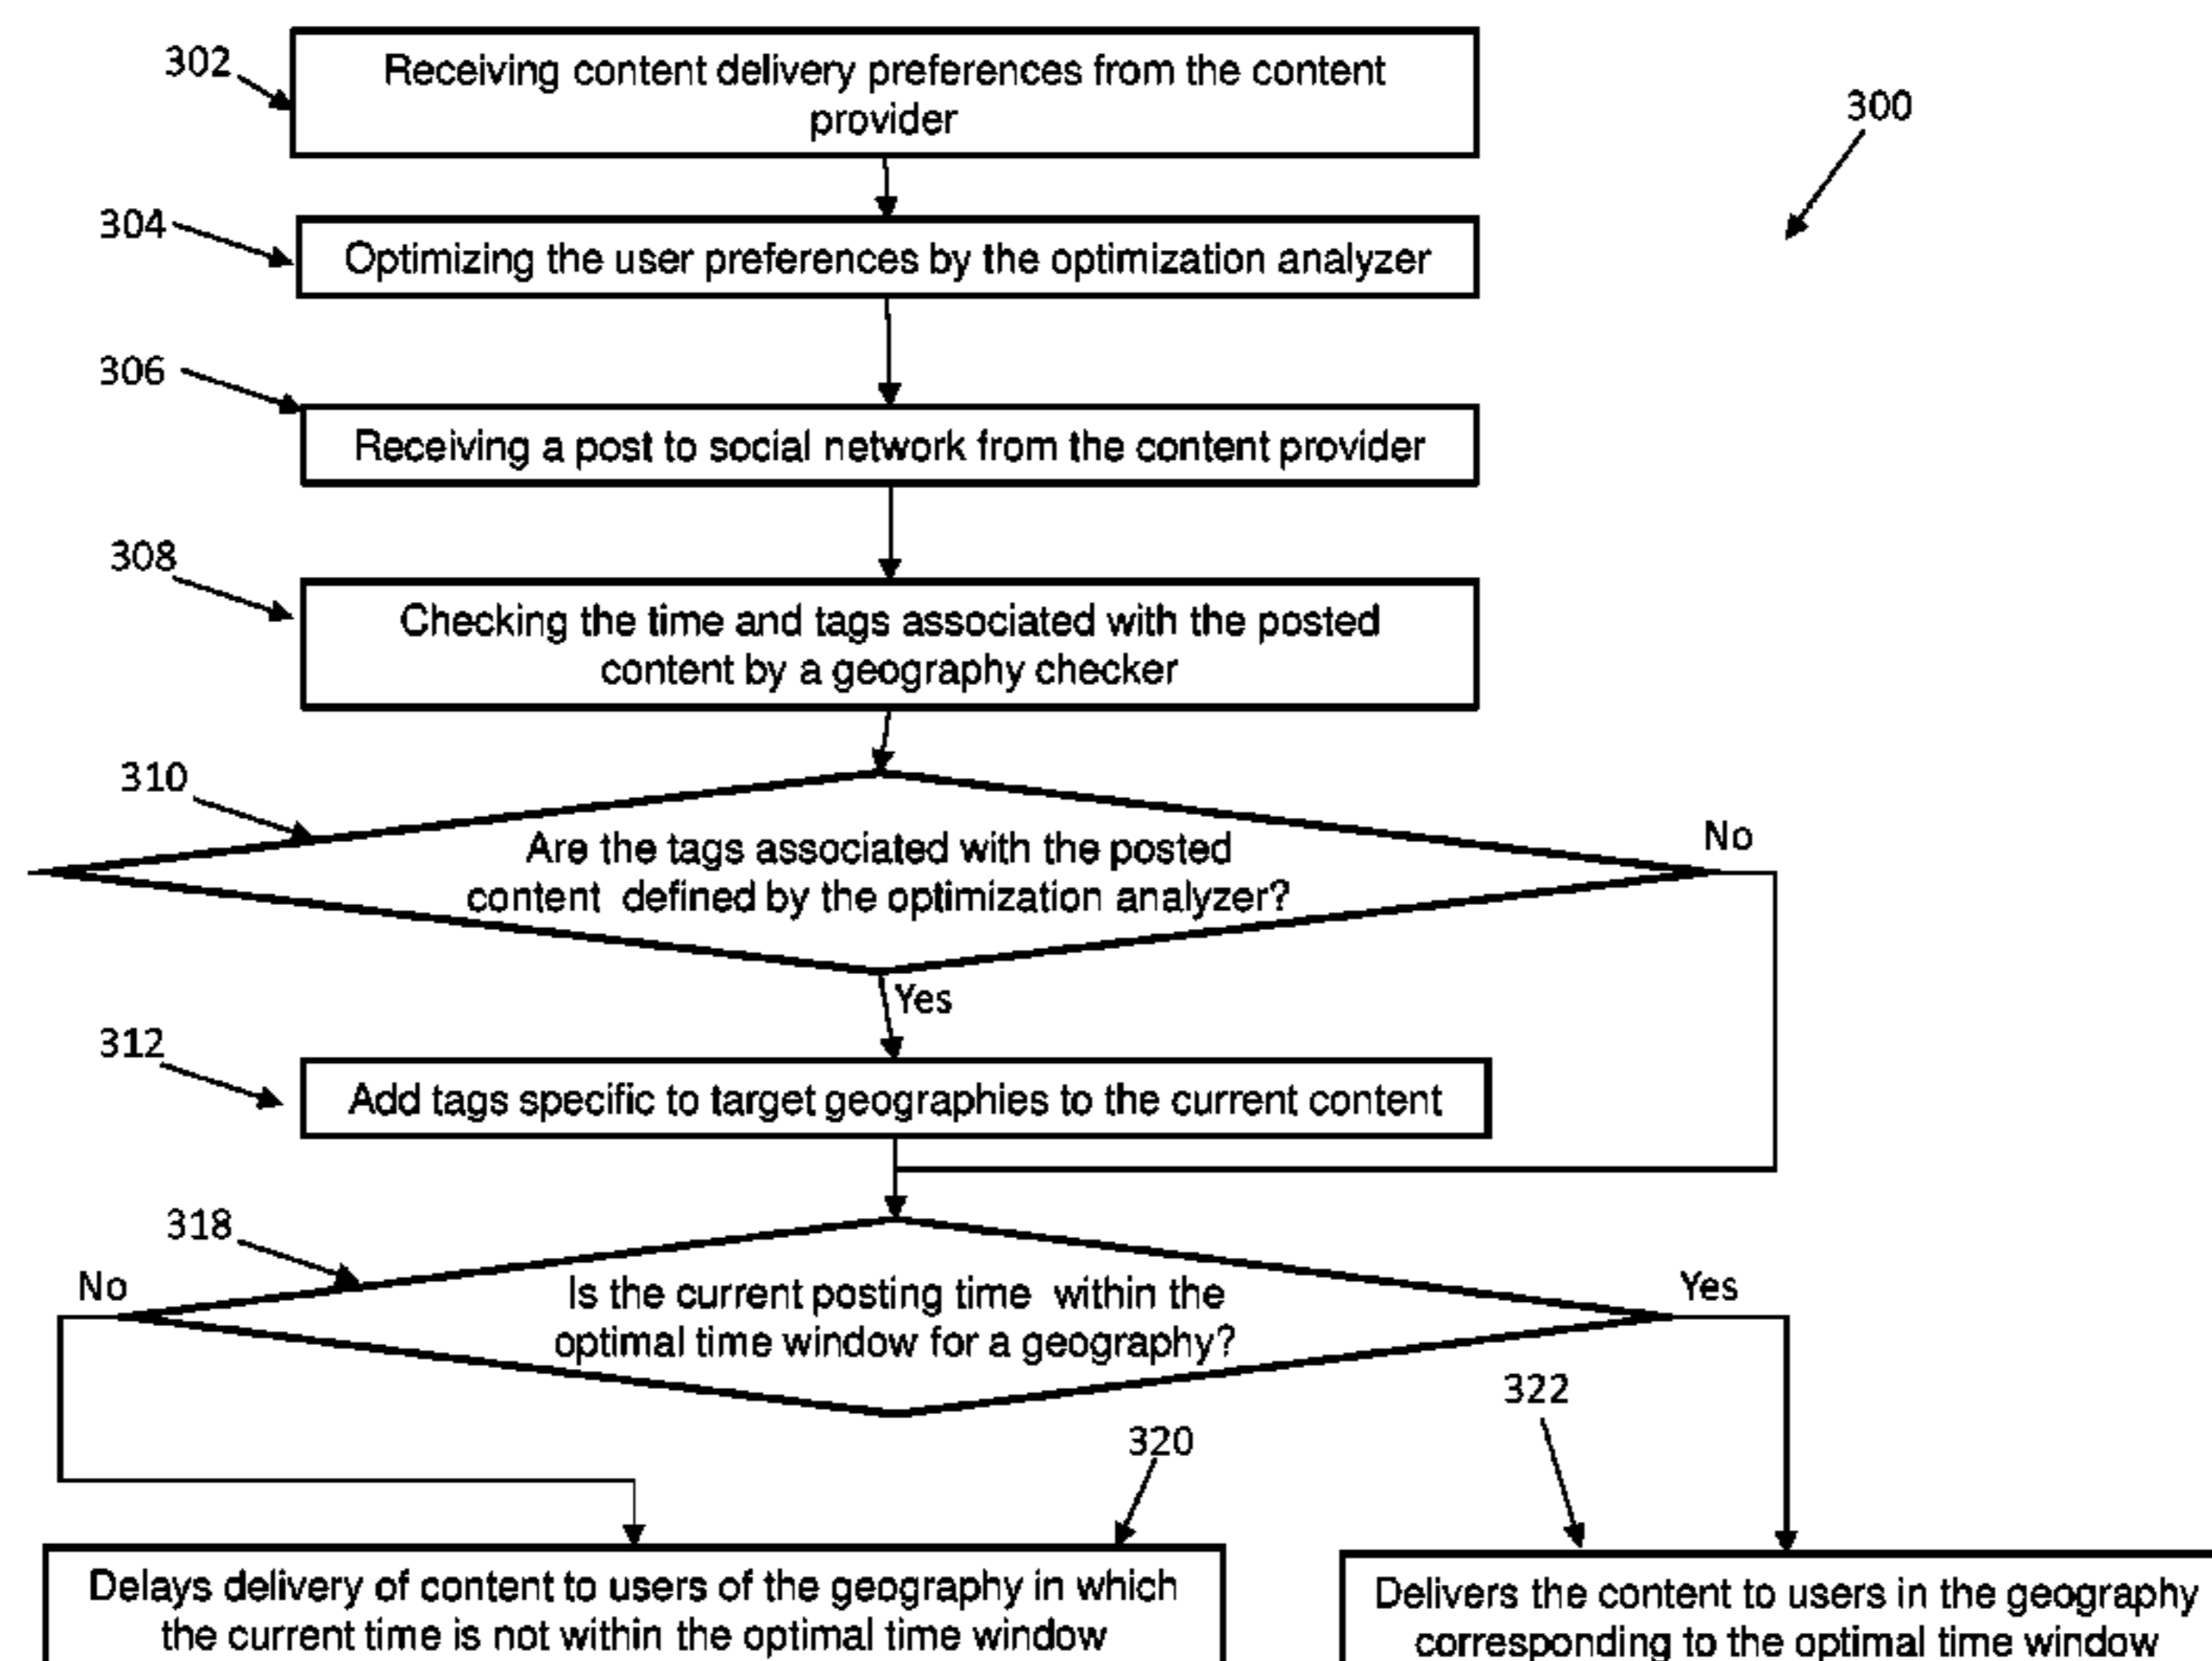 302
Receiving content delivery preferences from the content
provider
300
304
Optimizing the user preferences by the optimization analyzer
306
Receiving a post to social network from the content provider
308
Checking the time and tags associated with the posted
content by a geography checker
310
Are the tags associated with the posted
content defined by the optimization analyzer?
No
Yes
312
Add tags specific to target geographies to the current content
318
No
Is the current posting time within the
optimal time window for a geography?
Yes
322
320
Delays delivery of content to users of the geography in which
the current time is not within the optimal time window
Delivers the content to users in the geography
corresponding to the optimal time window